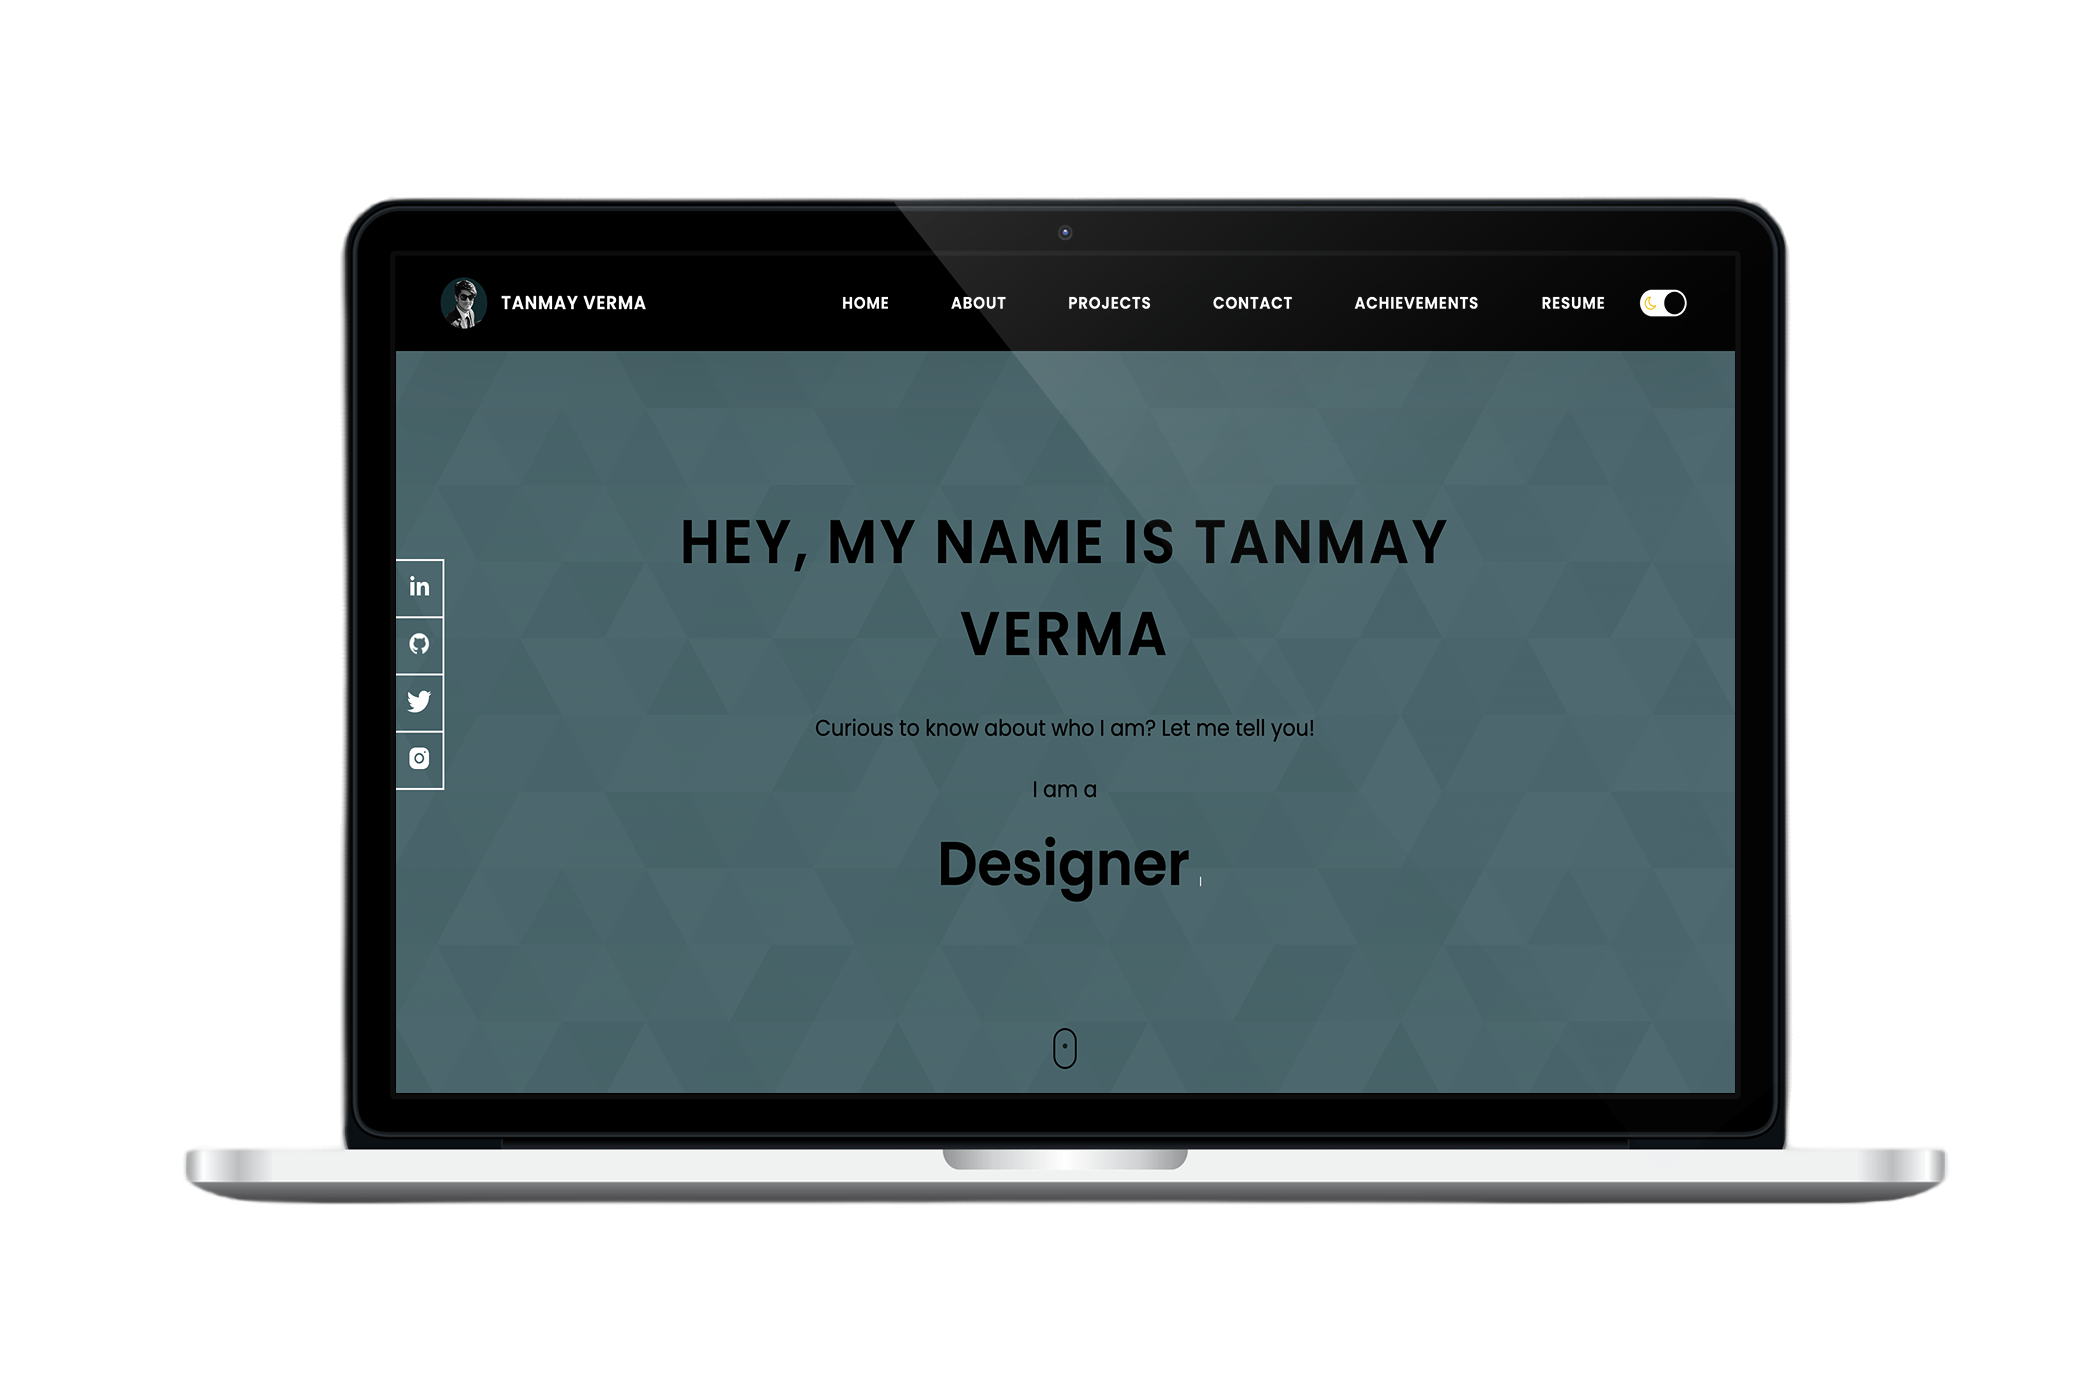 TANMAY VERMA
HOME
ABOUT
PROJECTS
CONTACT
ACHIEVEMENTS
RESUME
HEY, MY NAME IS TANMAY
VERMA
in
Curious to know about who I am? Let me tell you!
I am a
Designer